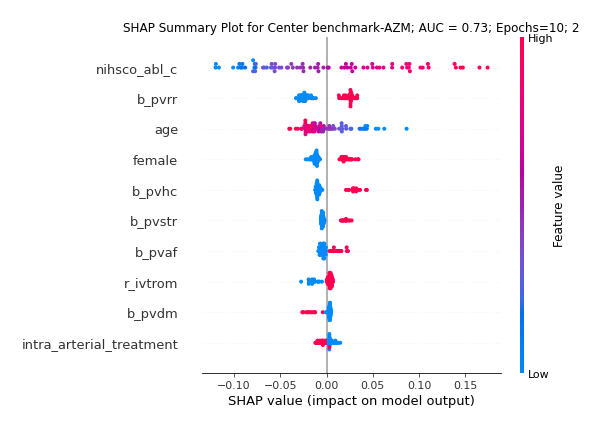 SHAP Summary Plot for Center benchmark-AZM; AUC = 0.73; Epochs=10; 2
High
nihsco_abl_c
b_pvrr
age
female
b_pvhc
b_pvstr
b_pvaf
r_ivtrom
b_pvdm
intra_arterial_treatment
Feature value
Low
−0.10 −0.05 0.00 0.05 0.10 0.15
SHAP value (impact on model output)